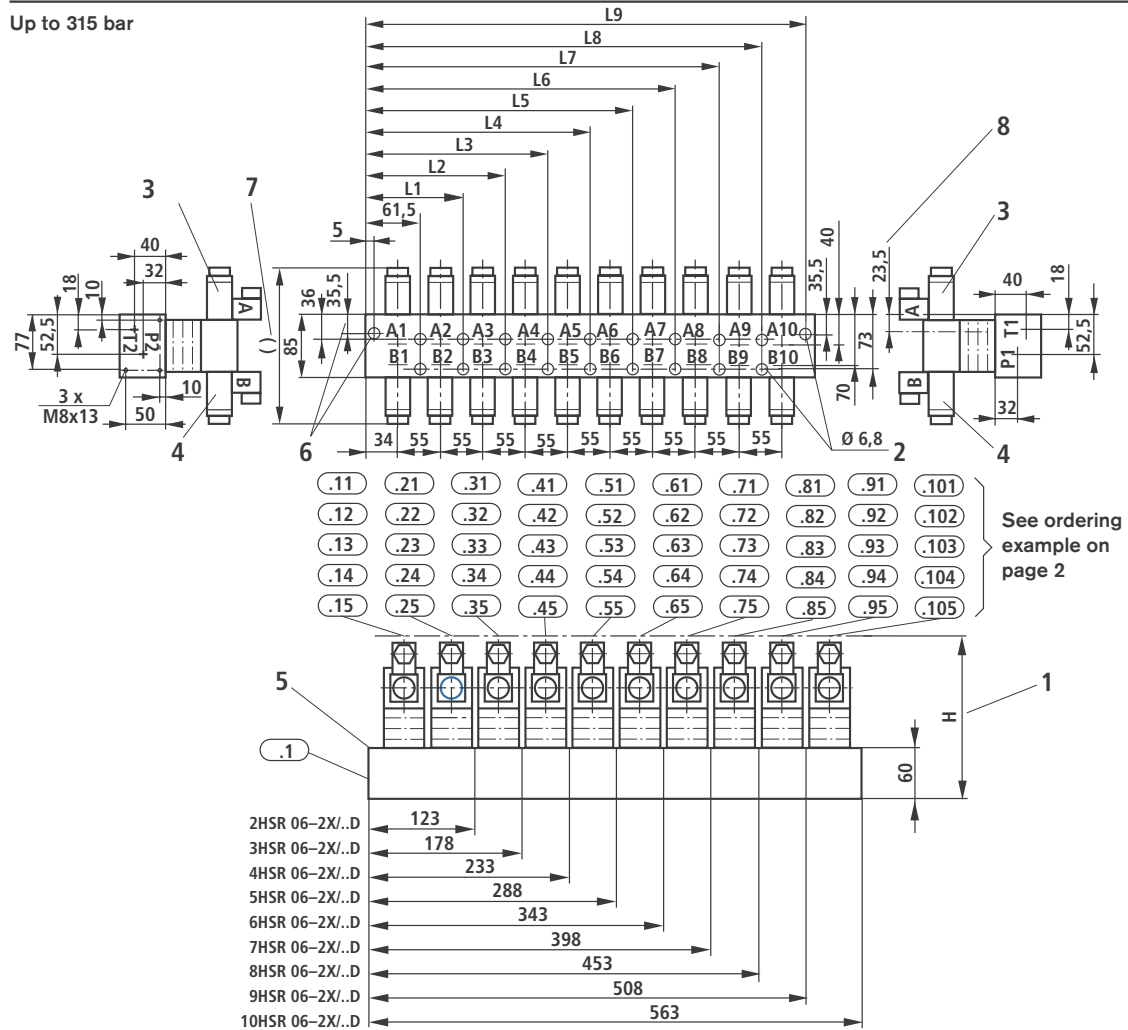 Up to 315 bar
L9
L8
L7
L6
L5
L4
L3
L2
L1
61,5
5
8
3
7
3
40
32
18
10
77
52,5
T2
P2
A
B
10
3 x
M8x13
50
4
( )
85
36
35,5
A1 A2 A3 A4 A5 A6 A7 A8 A9 A10
B1 B2 B3 B4 B5 B6 B7 B8 B9 B10
40
35,5
73
70
23,5
A
B
40
18
T1
P1
52,5
32
4
6
34 55 55 55 55 55 55 55 55 55
Ø 6,8
2
.11 .21 .31 .41 .51 .61 .71 .81 .91 .101
.12 .22 .32 .42 .52 .62 .72 .82 .92 .102
.13 .23 .33 .43 .53 .63 .73 .83 .93 .103
.14 .24 .34 .44 .54 .64 .74 .84 .94 .104
.15 .25 .35 .45 .55 .65 .75 .85 .95 .105
See ordering
example on
page 2
5
1
H
.1
60
2HSR 06–2X/..D 123
3HSR 06–2X/..D 178
4HSR 06–2X/..D 233
5HSR 06–2X/..D 288
6HSR 06–2X/..D 343
7HSR 06–2X/..D 398
8HSR 06–2X/..D 453
9HSR 06–2X/..D 508
10HSR 06–2X/..D 563